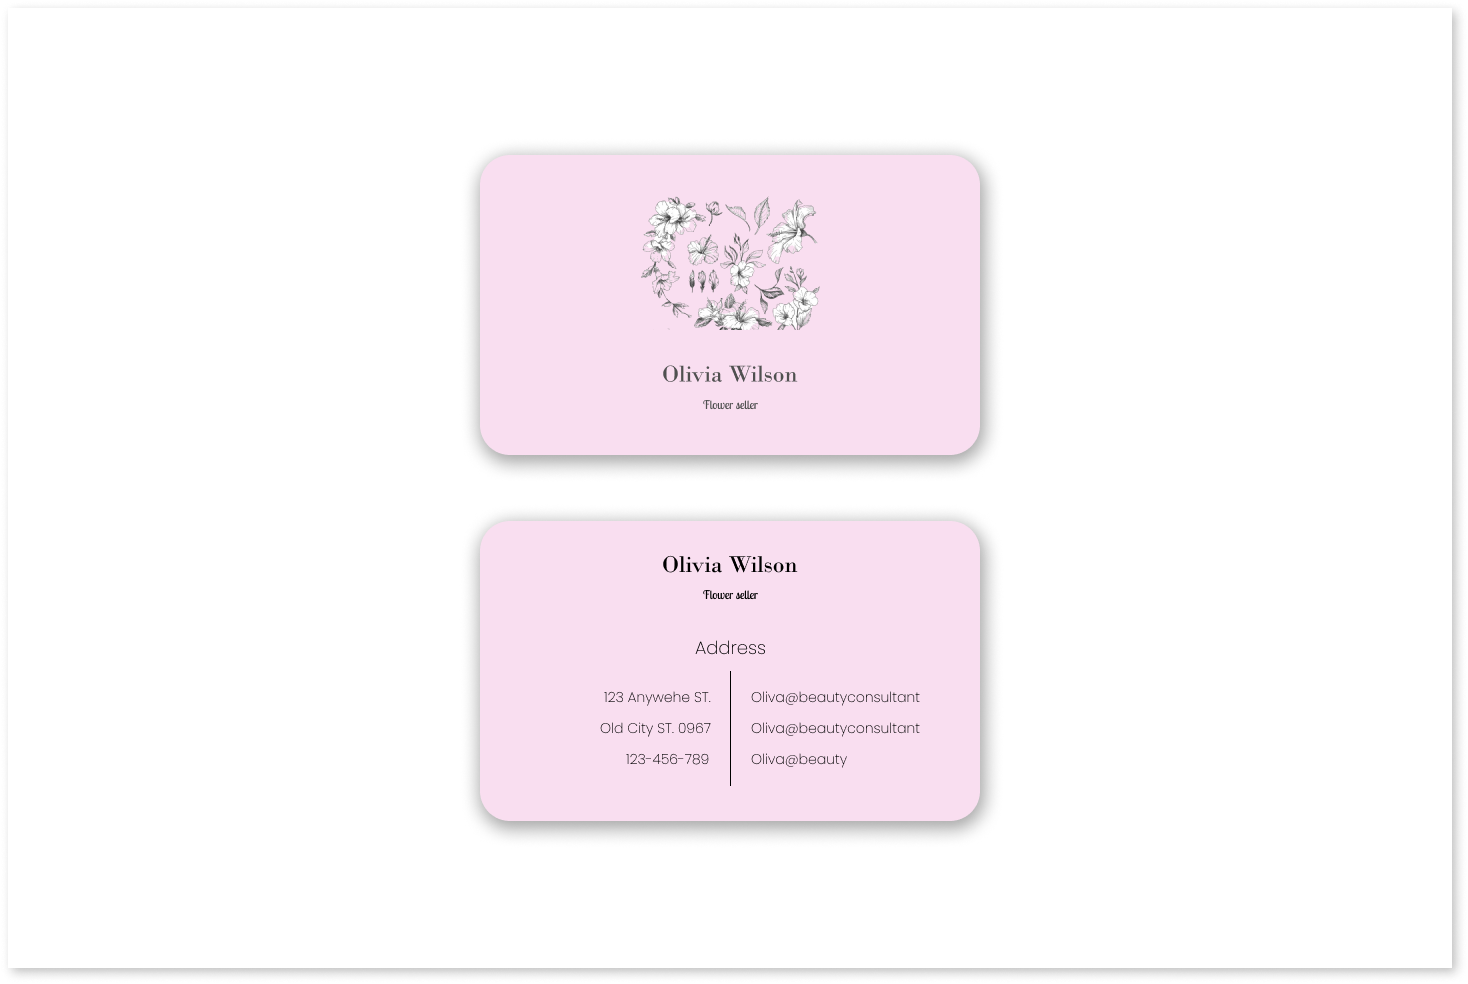 Olivia Wilson
Flower seller
Olivia Wilson
Flower seller
Address
123 Anywehe ST.
Old City ST. 0967
123-456-789
Oliva@beautyconsultant
Oliva@beautyconsultant
Oliva@beauty